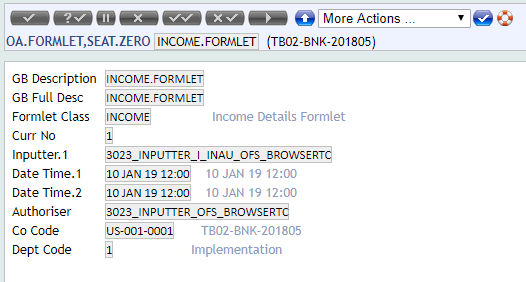 More Actions ...
OA.FORMLET,SEAT.ZERO INCOME.FORMLET (TB02-BNK-201805)
GB Description INCOME.FORMLET
GB Full Desc INCOME.FORMLET
Formlet Class INCOME Income Details Formlet
Curr No 1
Inputter.1 3023_INPUTTER_I_INAU_OFS_BROWSERTC
Date Time.1 10 JAN 19 12:00 10 JAN 19 12:00
Date Time.2 10 JAN 19 12:00 10 JAN 19 12:00
Authoriser 3023_INPUTTER_OFS_BROWSERTC
Co Code US-001-0001 TB02-BNK-201805
Dept Code 1 Implementation